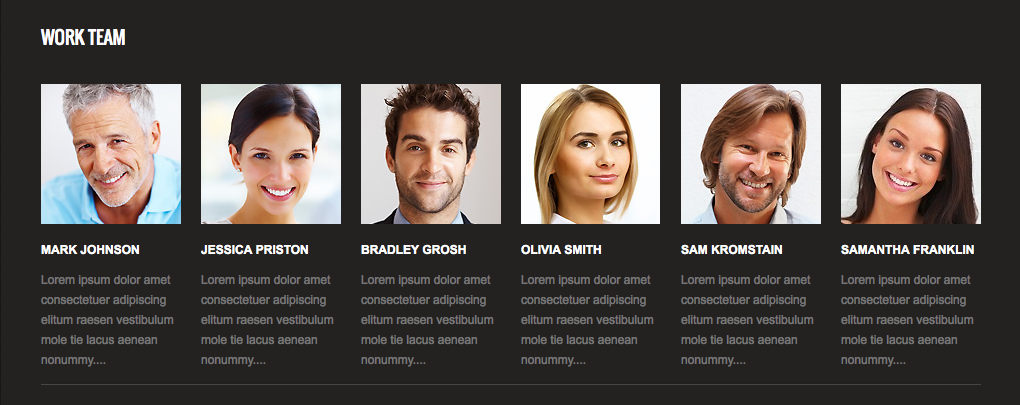 WORK TEAM
MARK JOHNSON
Lorem ipsum dolor amet
consectetuer adipiscing
elitum raesen vestibulum
mole tie lacus aenean
nonummy....
JESSICA PRISTON
Lorem ipsum dolor amet
consectetuer adipiscing
elitum raesen vestibulum
mole tie lacus aenean
nonummy....
BRADLEY GROSH
Lorem ipsum dolor amet
consectetuer adipiscing
elitum raesen vestibulum
mole tie lacus aenean
nonummy....
OLIVIA SMITH
Lorem ipsum dolor amet
consectetuer adipiscing
elitum raesen vestibulum
mole tie lacus aenean
nonummy....
SAM KROMSTAIN
Lorem ipsum dolor amet
consectetuer adipiscing
elitum raesen vestibulum
mole tie lacus aenean
nonummy....
SAMANTHA FRANKLIN
Lorem ipsum dolor amet
consectetuer adipiscing
elitum raesen vestibulum
mole tie lacus aenean
nonummy....